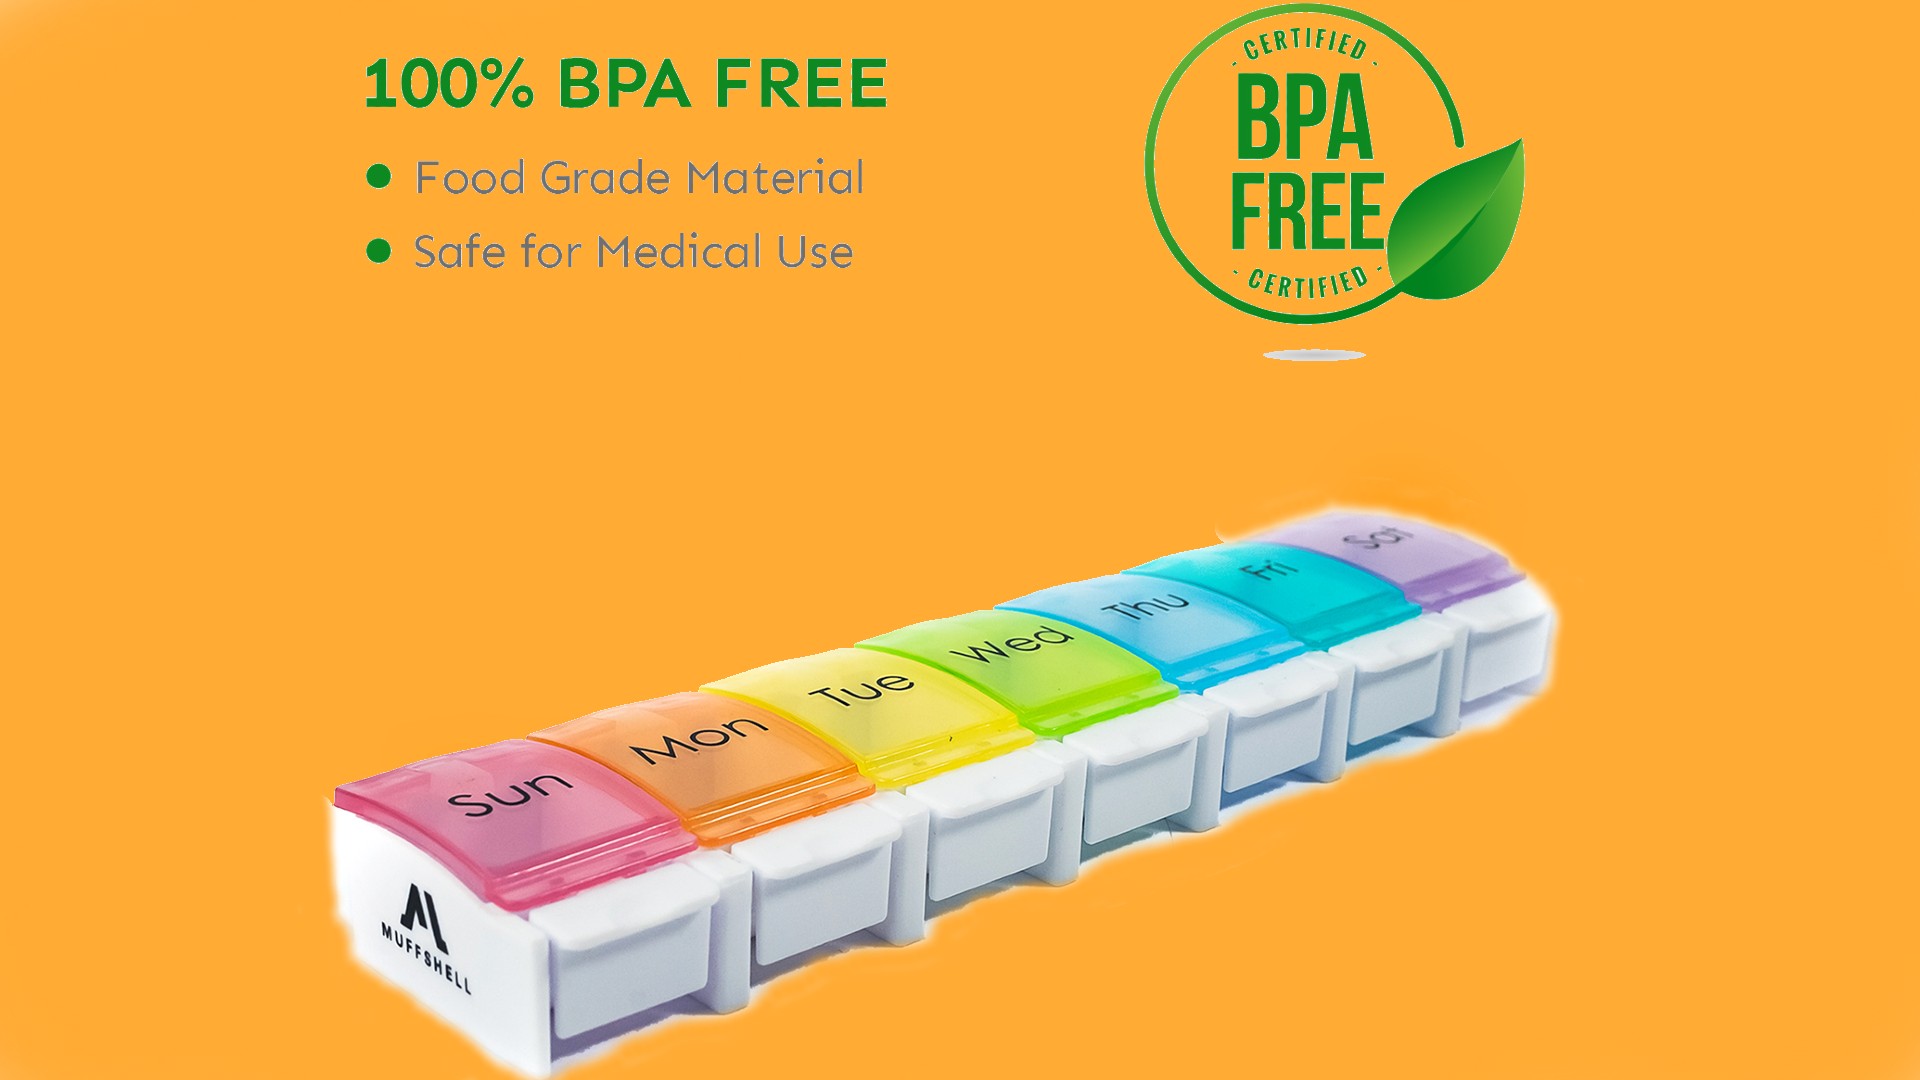 100% BPA FREE
Food Grade Material
Safe for Medical Use
- CERTIFIED -
BPA
FREE
- CERTIFIED -
Sun
Mon
Tue
Wed
Thu
Fri
Sat
MUFFSHELL